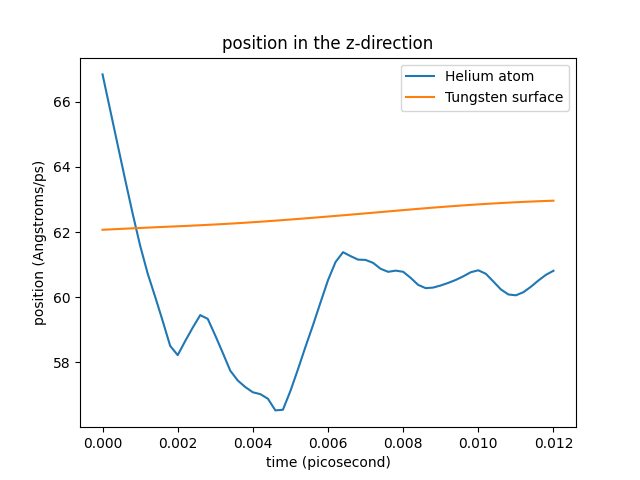 position in the z-direction
Helium atom
Tungsten surface
66
64
62
60
58
position (Angstroms/ps)
0.000 0.002 0.004 0.006 0.008 0.010 0.012
time (picosecond)